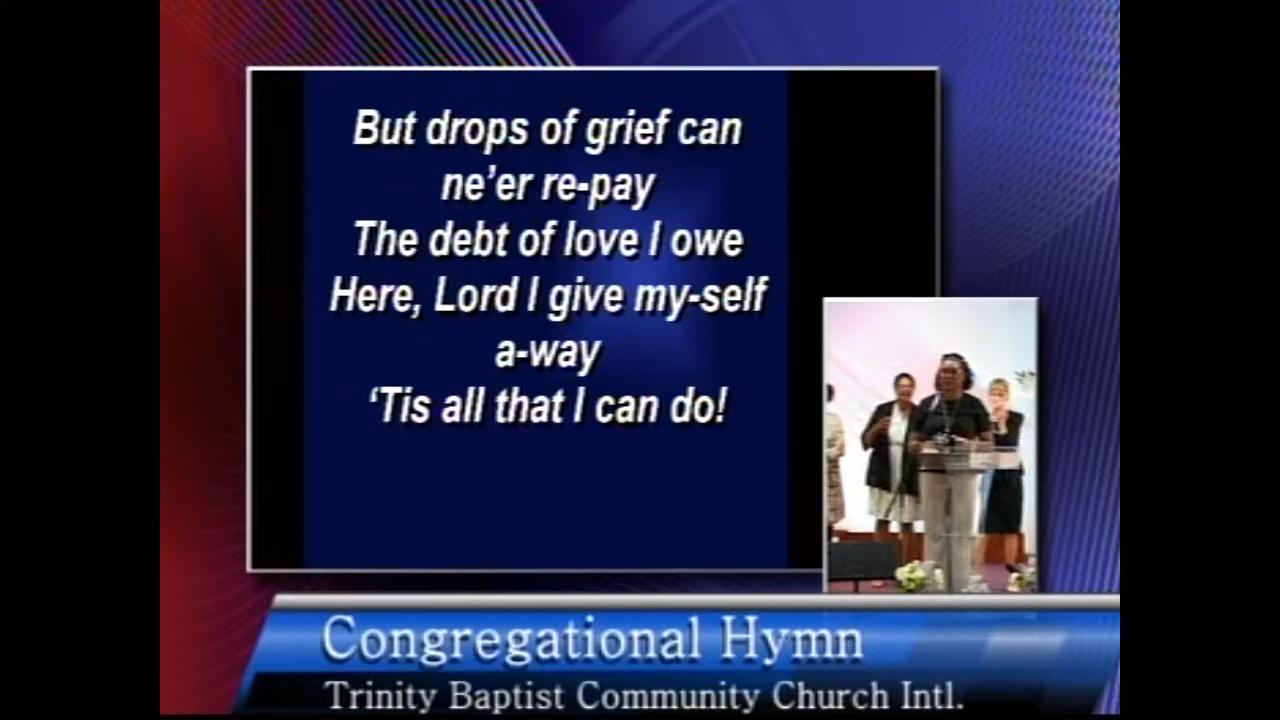 But drops of grief can
ne’er re-pay
The debt of love I owe
Here, Lord I give my-self
a-way
‘Tis all that I can do!
Congregational Hymn
Trinity Baptist Community Church Intl.